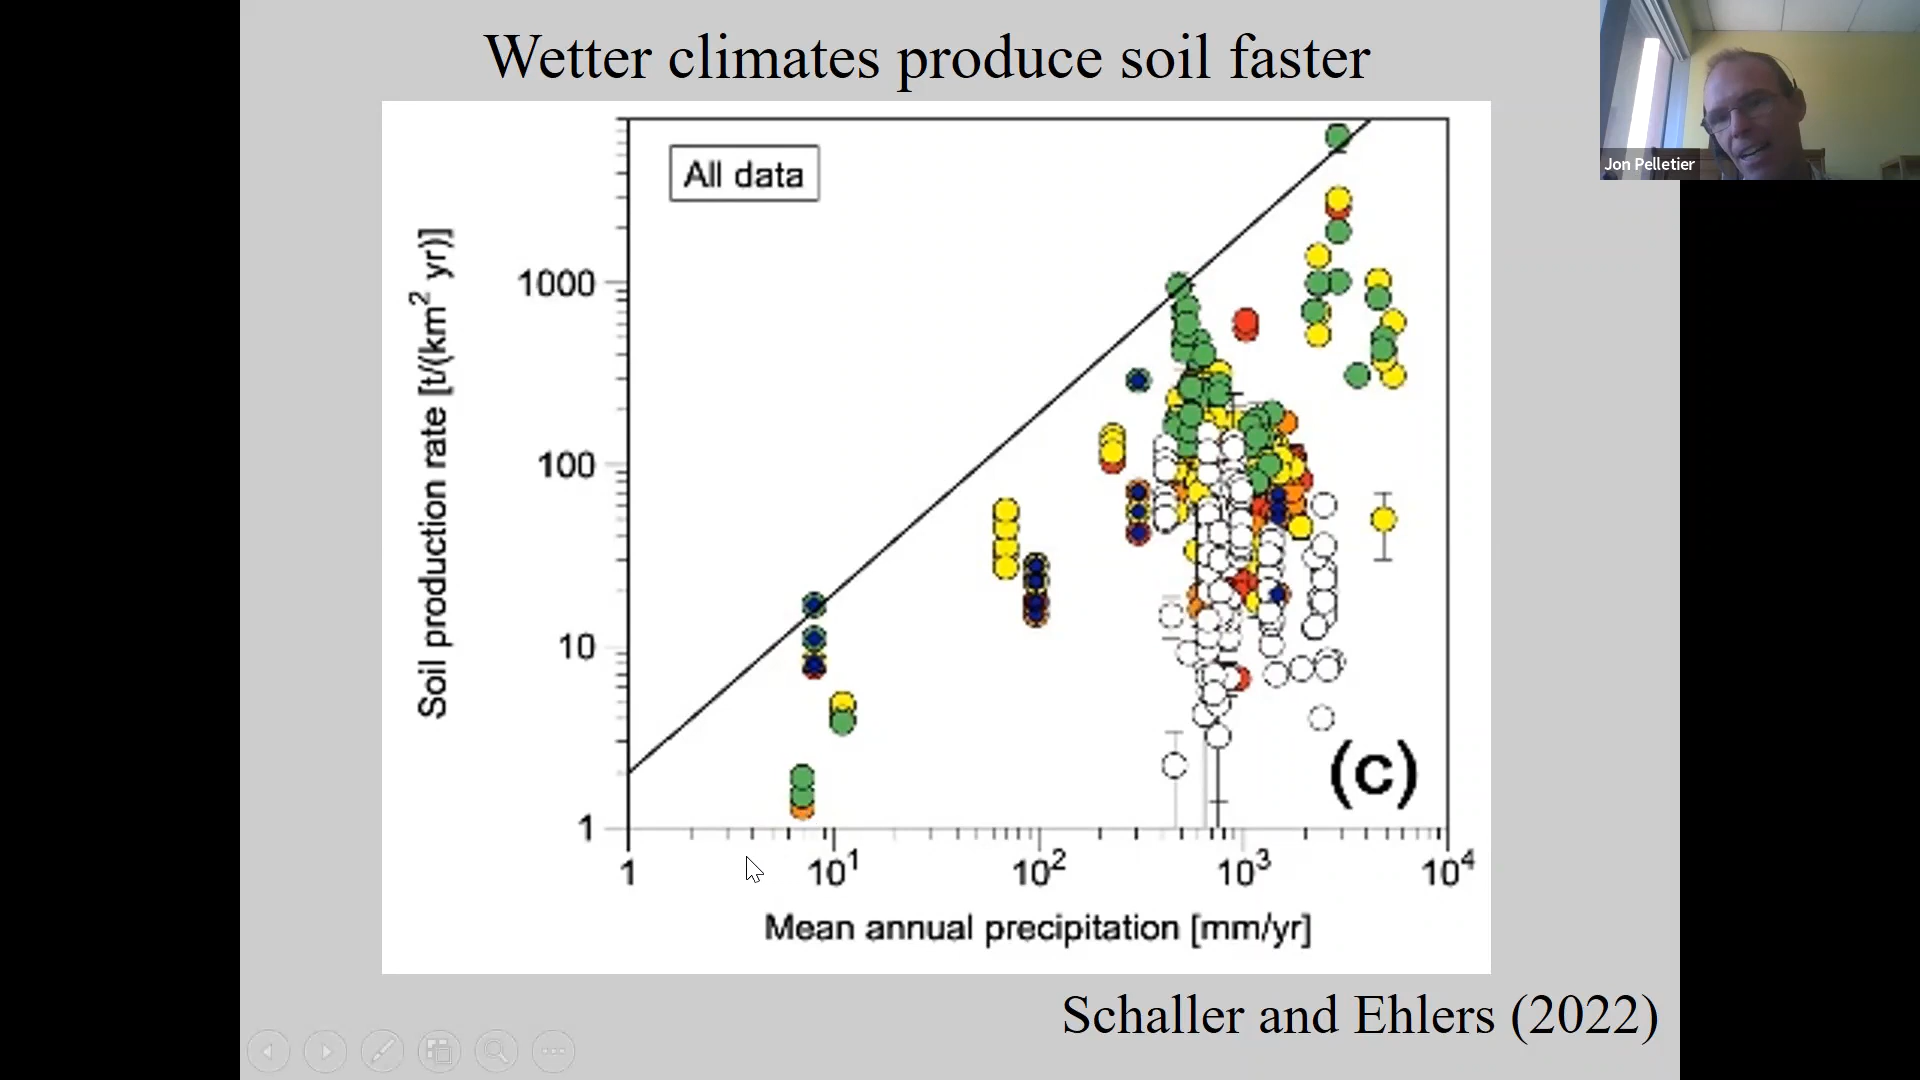 Wetter climates produce soil faster
Jon Pelletier
All data
Soil production rate [t/(km² yr)]
1000
100
10
1
(c)
1
10¹
10²
10³
10⁴
Mean annual precipitation [mm/yr]
Schaller and Ehlers (2022)